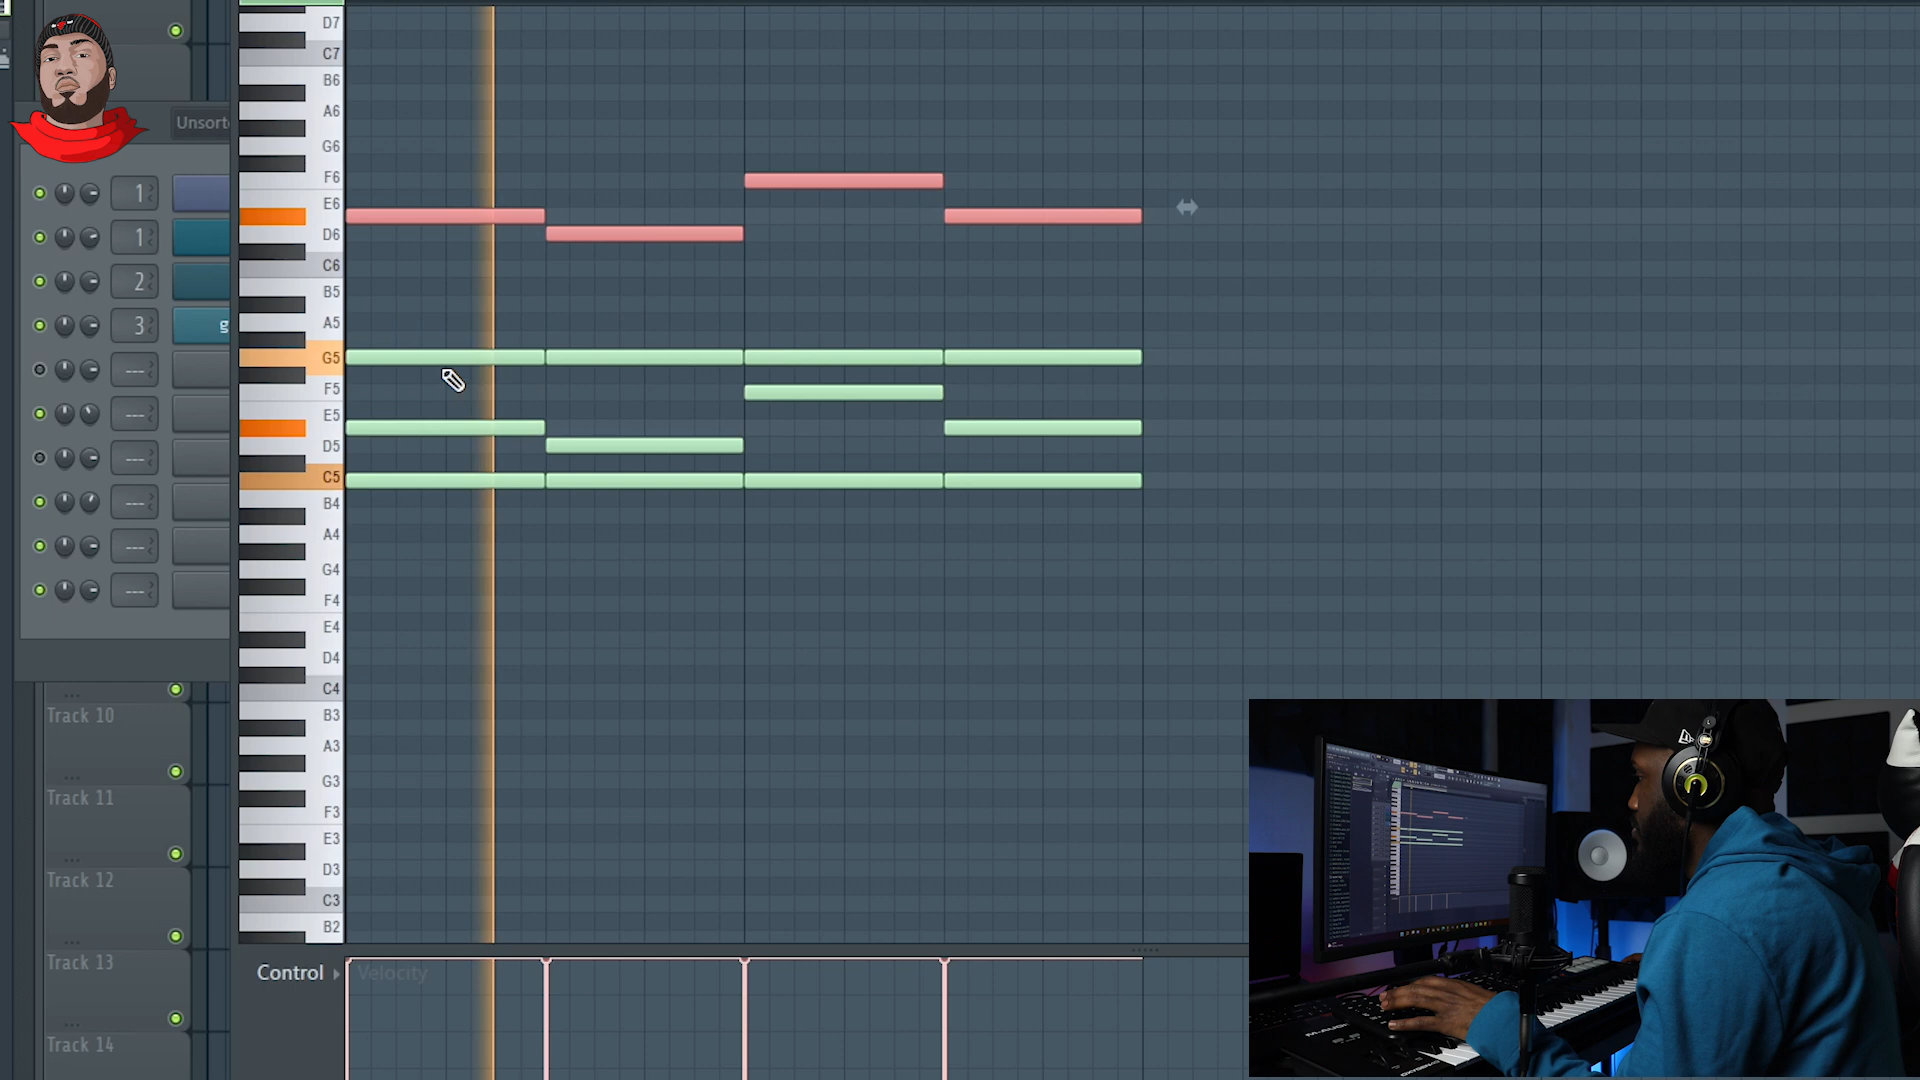 D7
C7
B6
A6
G6
F6
E6
D6
C6
B5
A5
G5
F5
E5
D5
C5
B4
A4
G4
F4
E4
D4
C4
B3
A3
G3
F3
E3
D3
C3
B2
Unsort
1
1
2
3
g
---
---
---
---
---
---
...
Track 10
...
Track 11
...
Track 12
...
Track 13
...
Track 14
Control
Velocity